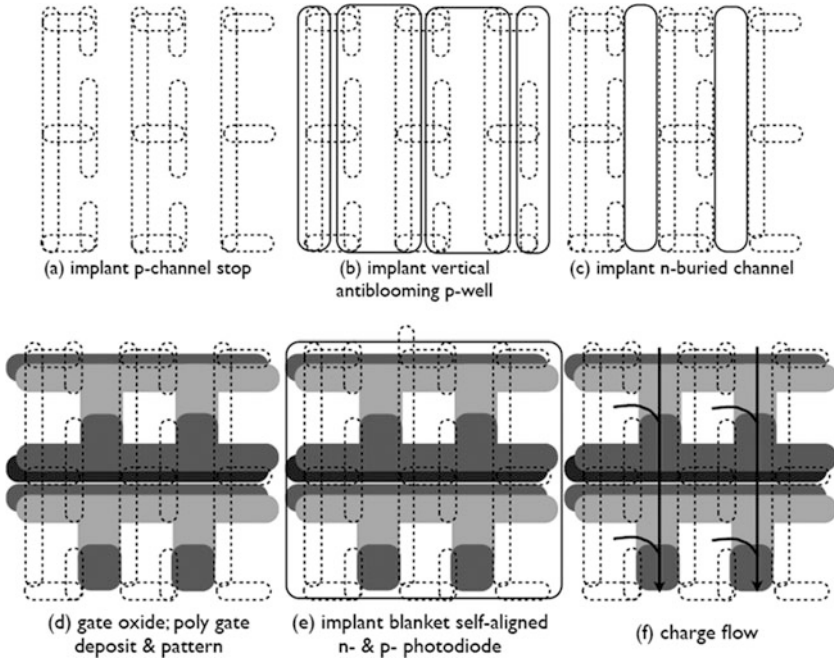 (a) implant p-channel stop
(b) implant vertical
antiblooming p-well
(c) implant n-buried channel
(d) gate oxide; poly gate
deposit & pattern
(e) implant blanket self-aligned
n- & p- photodiode
(f) charge flow